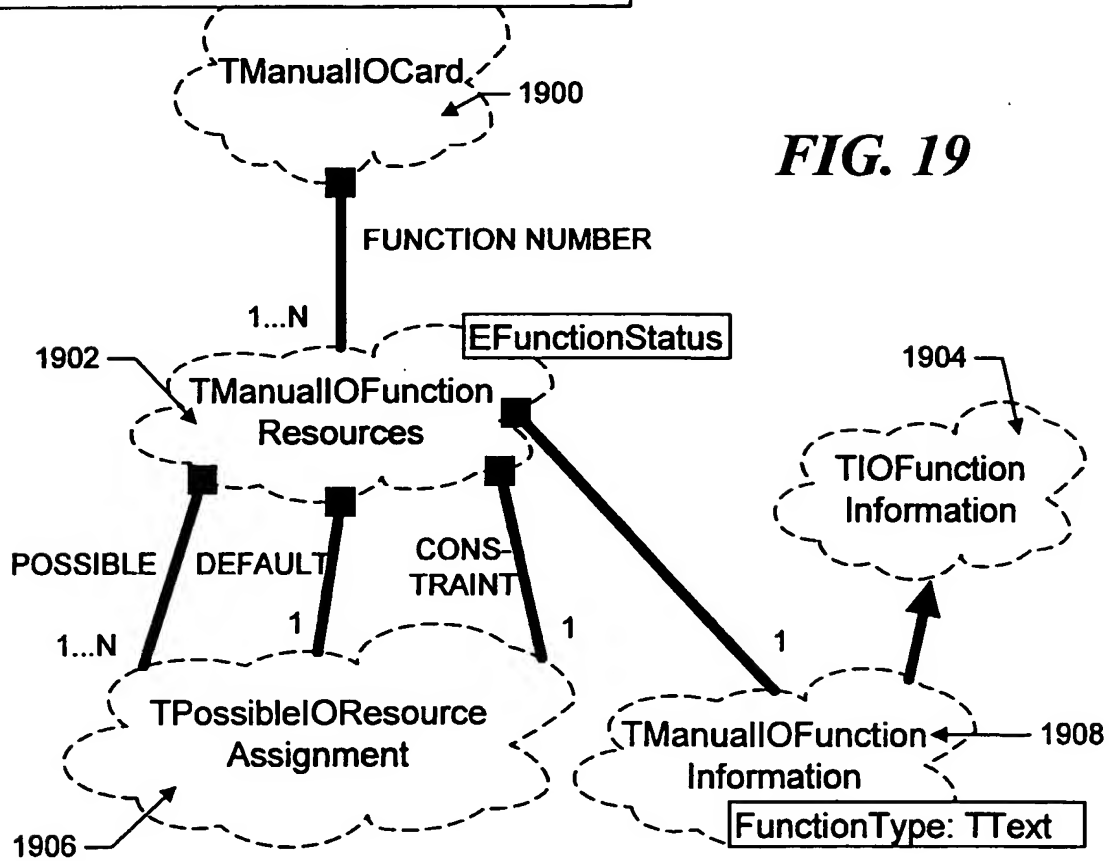 TManualIOCard
1900
FIG. 19
FUNCTION NUMBER
1...N
EFunctionStatus
1902
1904
TManualIOFunction
Resources
TIOFunction
Information
POSSIBLE
DEFAULT
CONS-
TRAINT
1...N
1
1
1
TPossibleIOResource
Assignment
TManualIOFunction
Information
1908
FunctionType: TText
1906